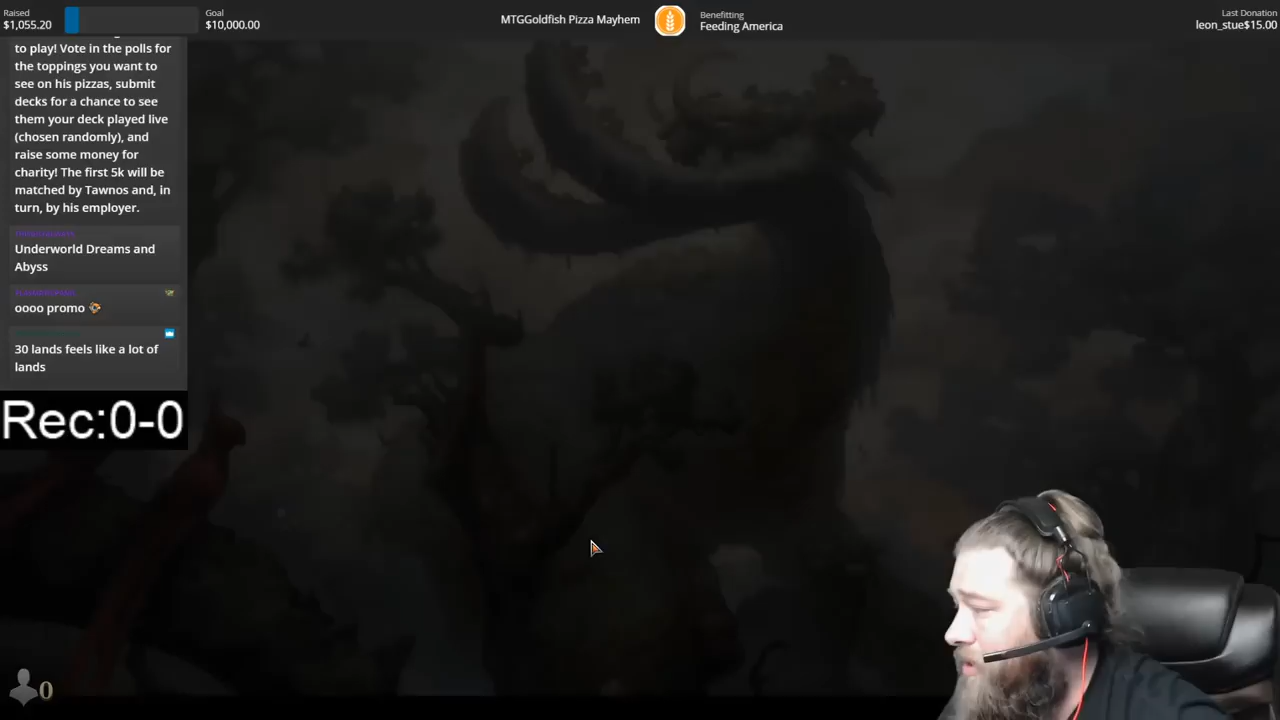 Raised
$1,055.20
Goal
$10,000.00
MTGGoldfish Pizza Mayhem
Benefitting
Feeding America
Last Donation
leon_stue$15.00
to play! Vote in the polls for
the toppings you want to
see on his pizzas, submit
decks for a chance to see
them your deck played live
(chosen randomly), and
raise some money for
charity! The first 5k will be
matched by Tawnos and, in
turn, by his employer.
Underworld Dreams and
Abyss
oooo promo
30 lands feels like a lot of
lands
Rec:0-0
0